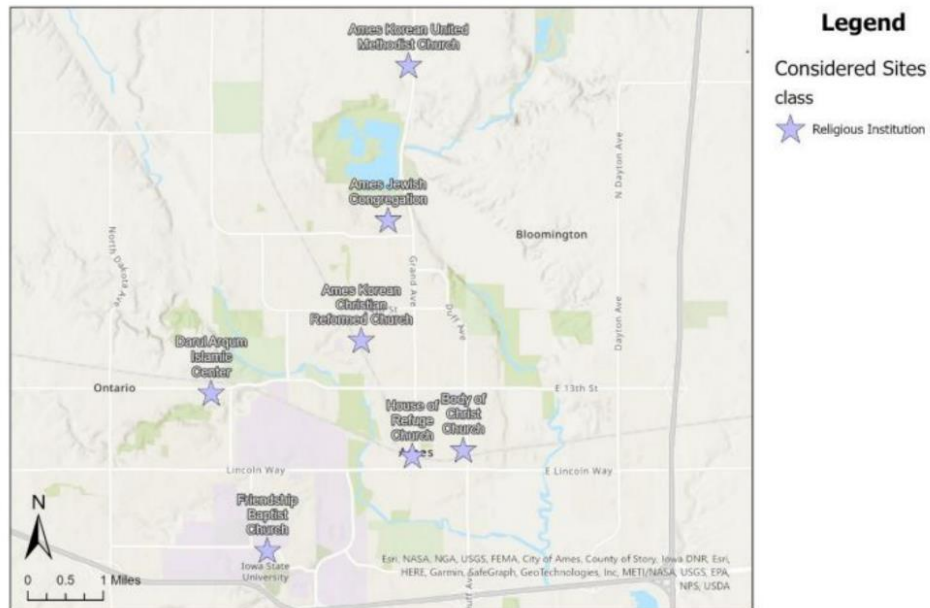 Legend
Considered Sites
class
Religious Institution
Ames Korean United
Methodist Church
Ames Jewish
Congregation
N Dayton Ave
Bloomington
North Dakota Ave
Grand Ave
Ames Korean
Christian
Reformed Church
St
Duff Ave
Dayton Ave
Darul Arqum
Islamic
Center
Ontario
E 13th St
House of
Refuge
Church
Body of
Christ
Church
Ames
Lincoln Way
E Lincoln Way
Friendship
Baptist
Church
Iowa State
University
N
0 0.5 1 Miles
Duff Ave
Esri, NASA, NGA, USGS, FEMA, City of Ames, County of Story, Iowa DNR, Esri,
HERE, Garmin, SafeGraph, GeoTechnologies, Inc, METI/NASA, USGS, EPA,
NPS, USDA